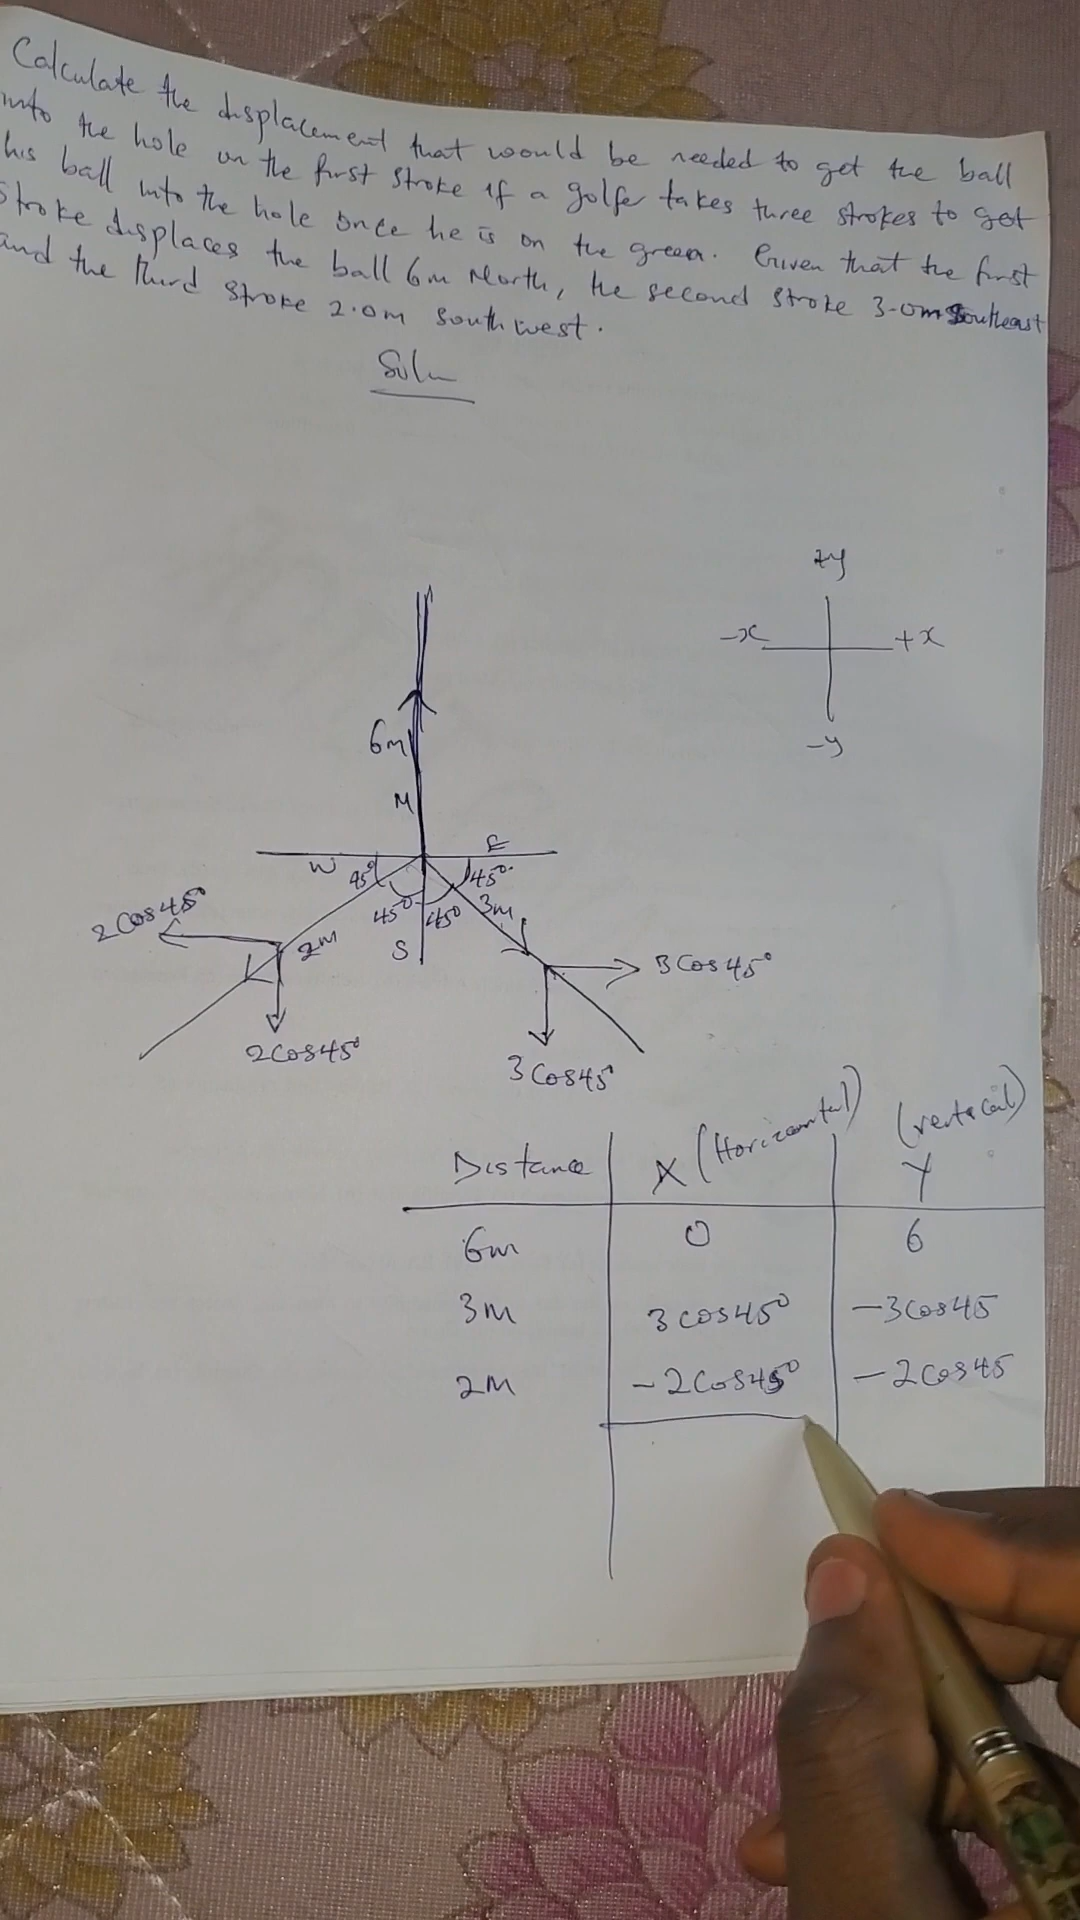 Calculate the displacement that would be needed to get the ball
into the hole on the first stroke if a golfer takes three strokes to get
his ball into the hole once he is on the green. Given that the first
stroke displaces the ball 6m North, the second stroke 3.0m Southeast
and the third stroke 2.0m southwest.
Soln
+y
-x +x
-y
6m
N
W E
45° 45°
45° 45° 3m
2cos45°
2m S
3cos45°
2cos45°
3cos45°
Distance X (Horizontal) (vertical) Y
6m 0 6
3m 3cos45° -3cos45
2m -2cos45° -2cos45